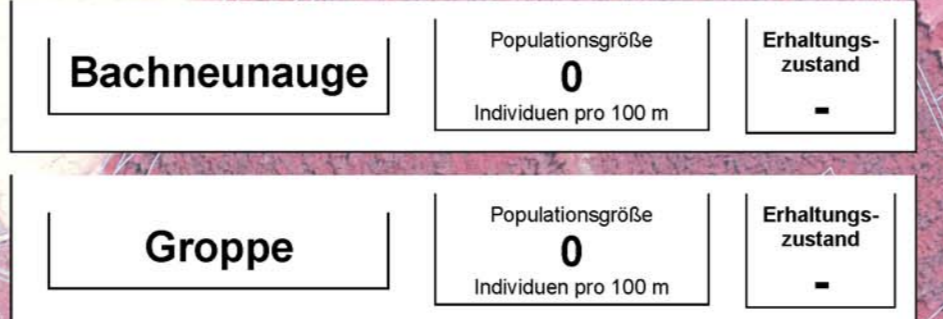 Bachneunauge
Populationsgröße
0
Individuen pro 100 m
Erhaltungs-
zustand
-
Groppe
Populationsgröße
0
Individuen pro 100 m
Erhaltungs-
zustand
-